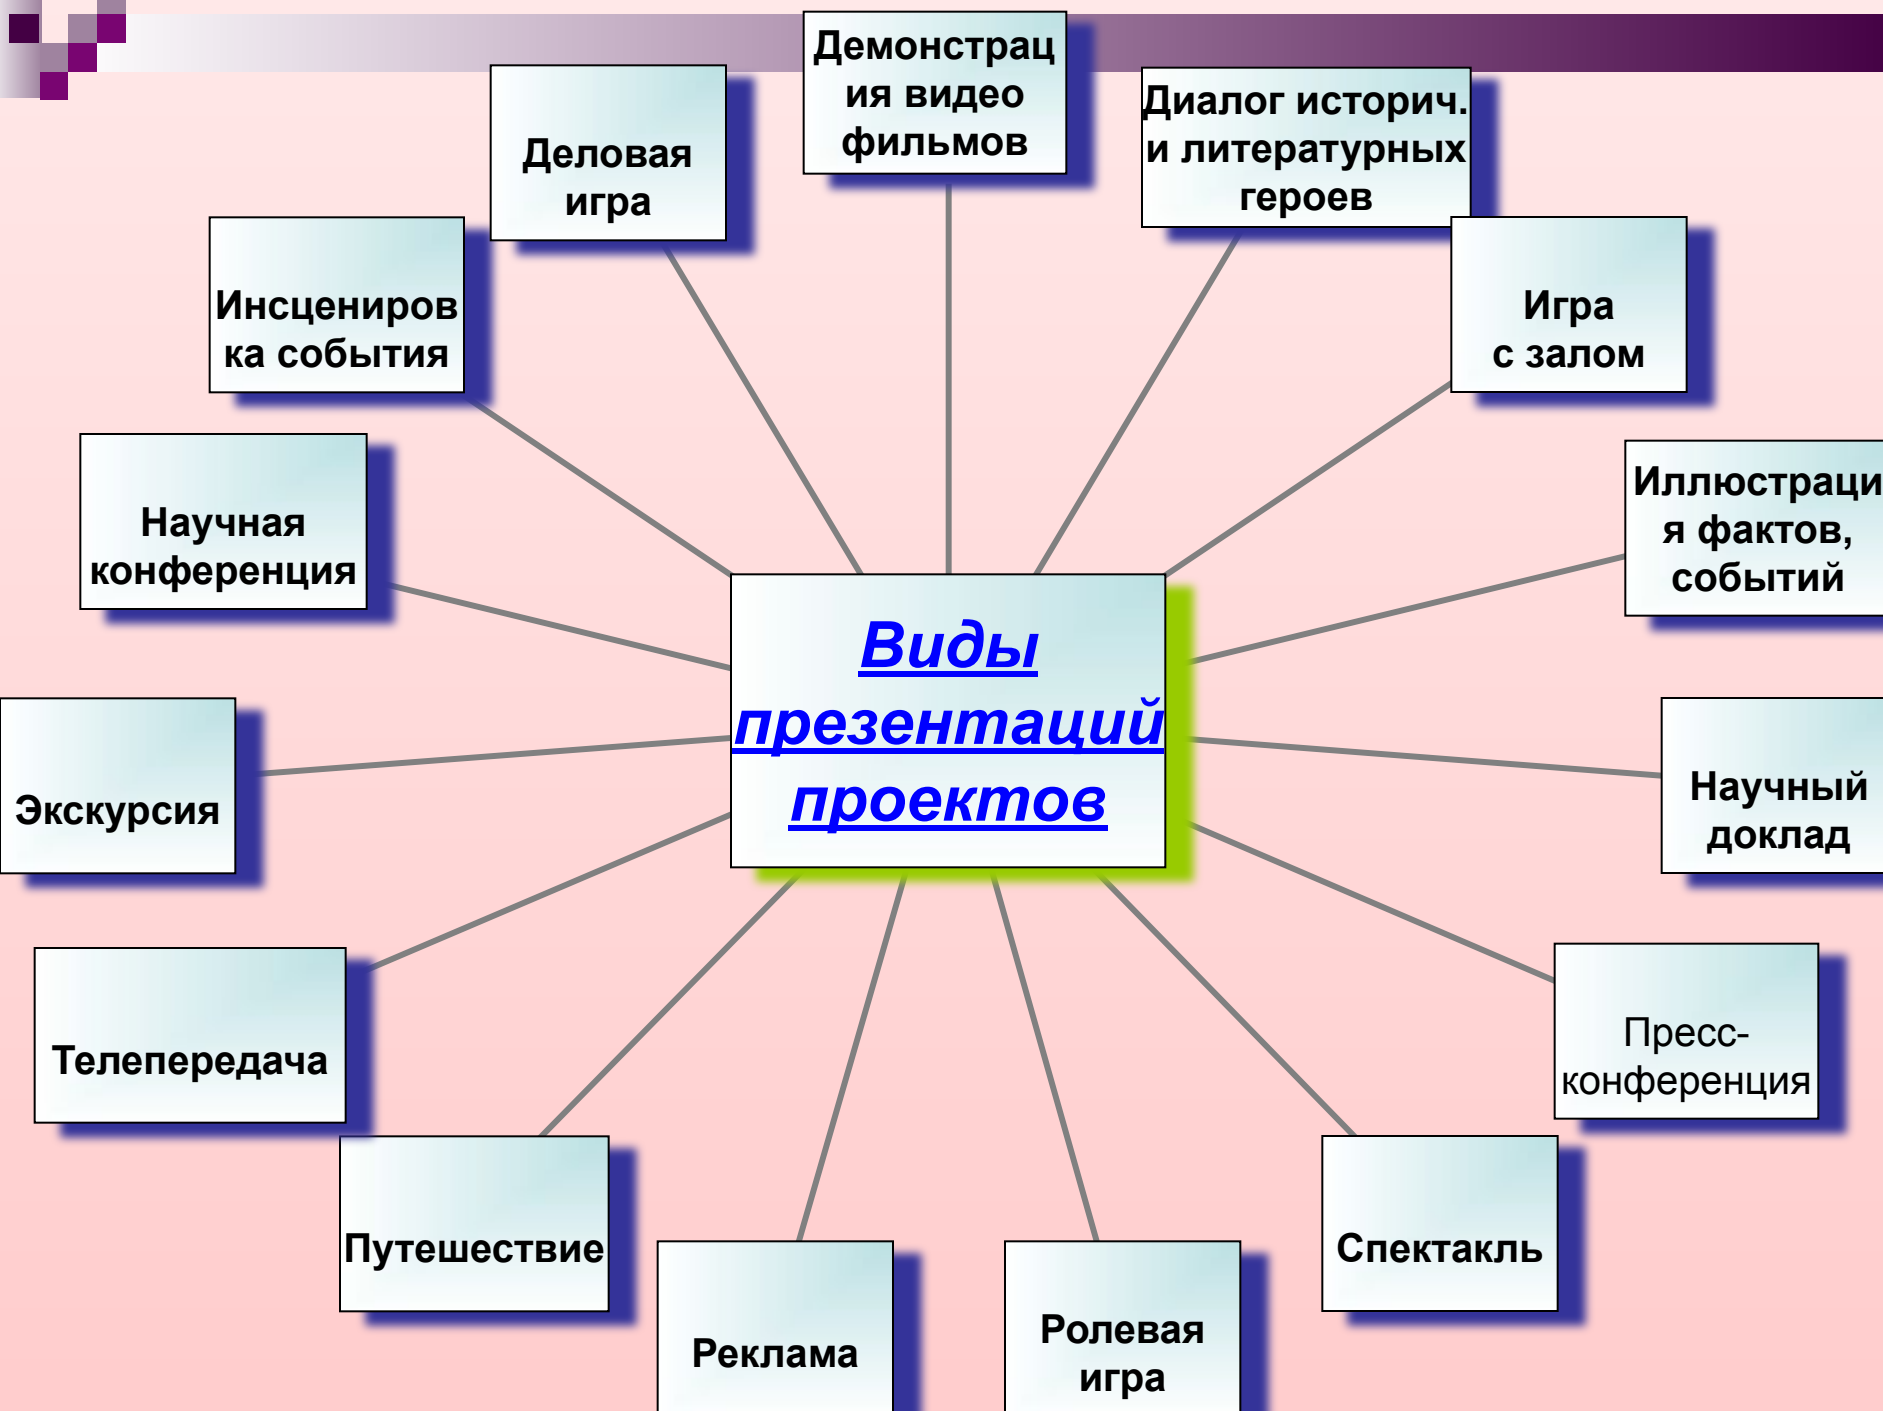 Демонстрац
ия видео
фильмов
Диалог историч.
и литературных
героев
Игра
с залом
Иллюстраци
я фактов,
событий
Научный
доклад
Пресс-
конференция
Спектакль
Ролевая
игра
Реклама
Путешествие
Телепередача
Экскурсия
Научная
конференция
Инсцениров
ка события
Деловая
игра
Виды
презентаций
проектов